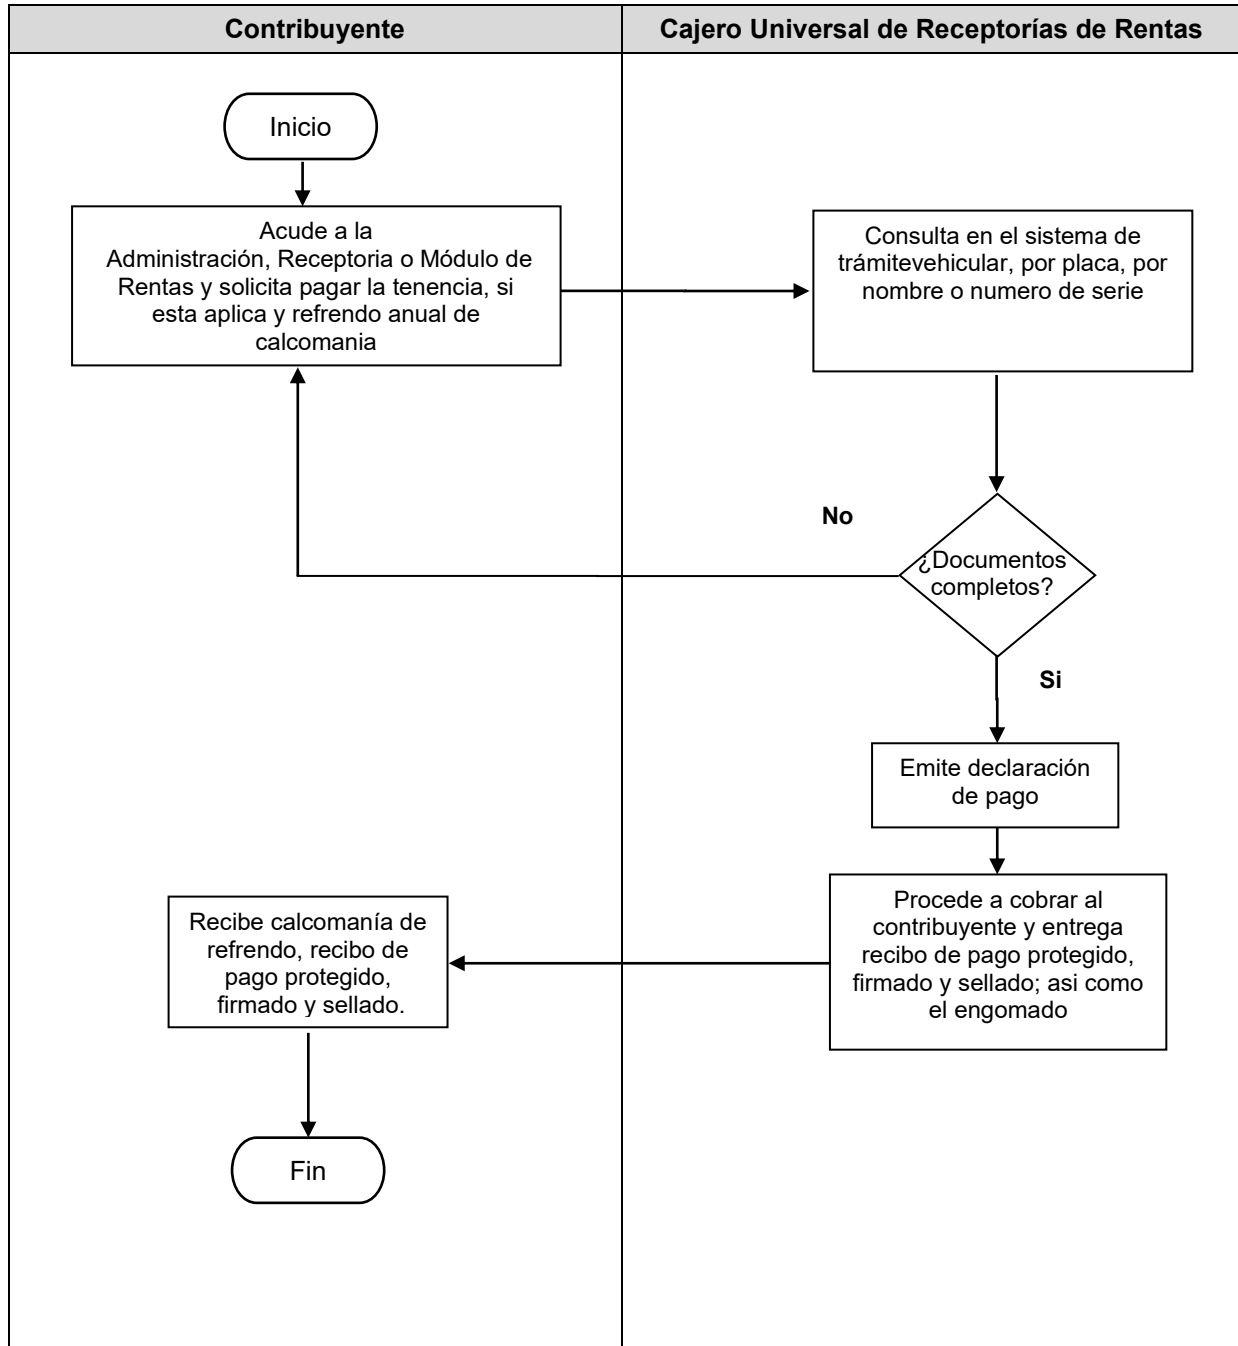 Contribuyente
Cajero Universal de Receptorías de Rentas
Inicio
Acude a la
Administración, Receptoria o Módulo de
Rentas y solicita pagar la tenencia, si
esta aplica y refrendo anual de
calcomania
Consulta en el sistema de
trámitevehicular, por placa, por
nombre o numero de serie
No
¿Documentos
completos?
Si
Emite declaración
de pago
Procede a cobrar al
contribuyente y entrega
recibo de pago protegido,
firmado y sellado; asi como
el engomado
Recibe calcomanía de
refrendo, recibo de
pago protegido,
firmado y sellado.
Fin